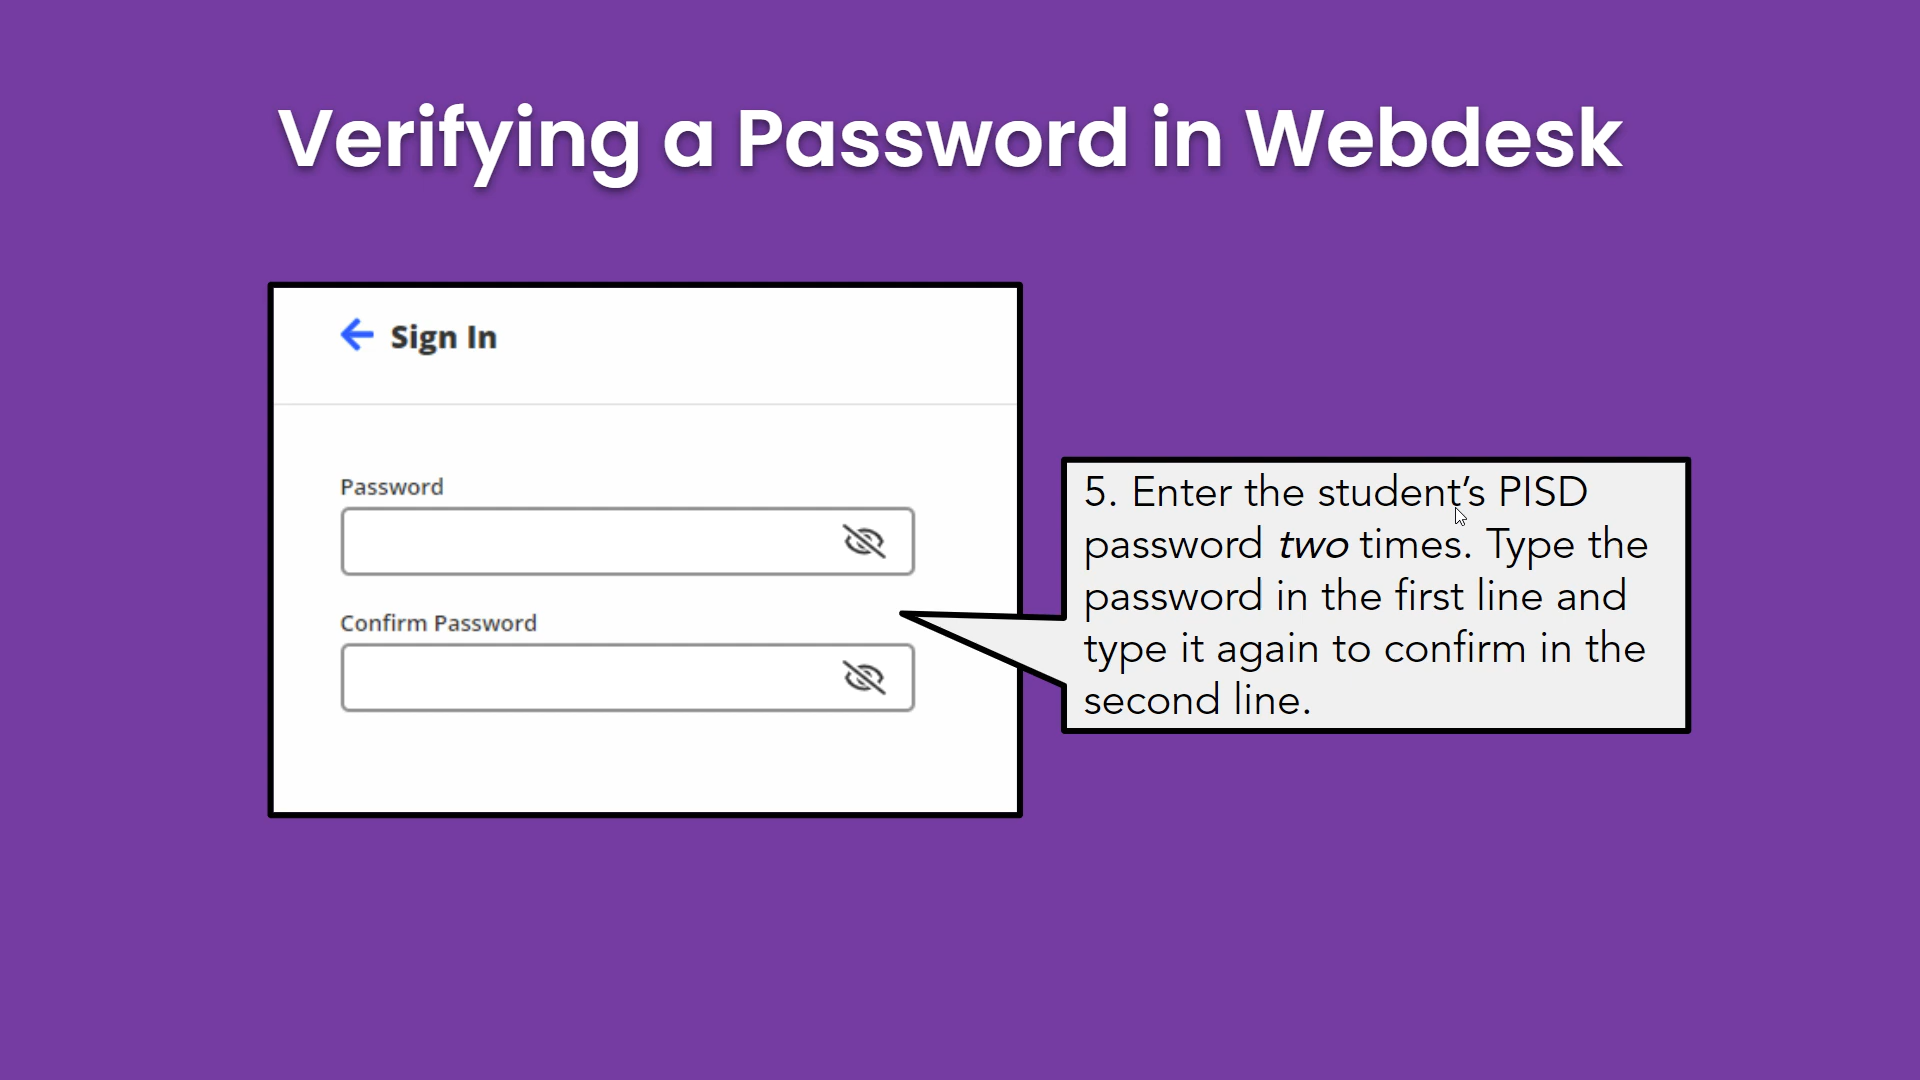 Verifying a Password in Webdesk
Sign In
Password
Confirm Password
5. Enter the student's PISD
password two times. Type the
password in the first line and
type it again to confirm in the
second line.